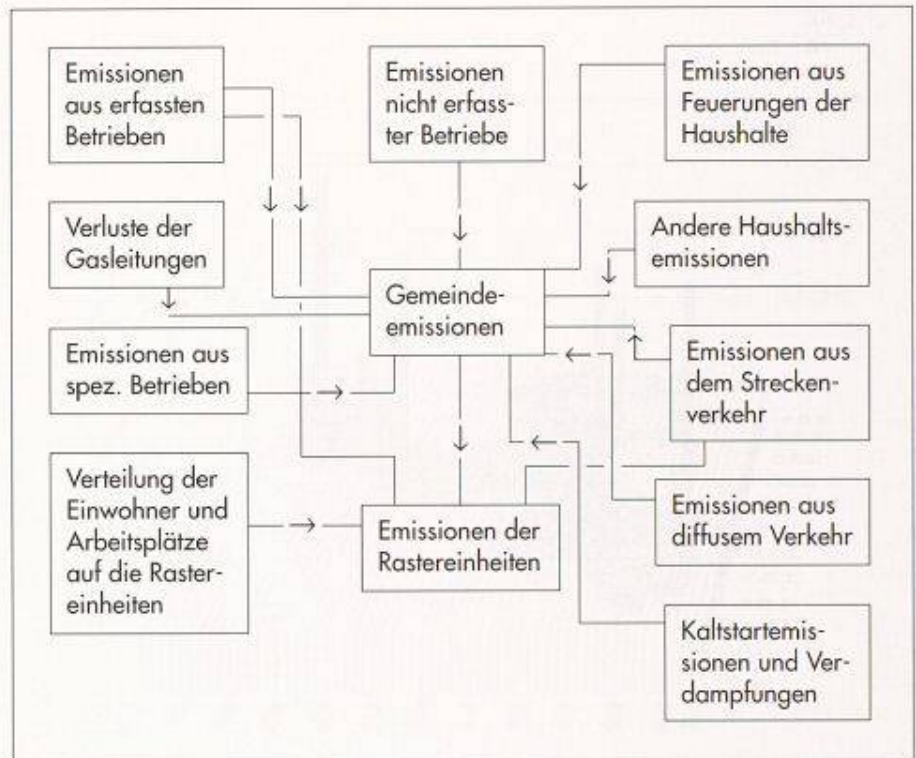 Emissionen
aus erfassten
Betrieben
Emissionen
nicht erfass-
ter Betriebe
Emissionen aus
Feuerungen der
Haushalte
Verluste der
Gasleitungen
Andere Haushalts-
emissionen
Gemeinde-
emissionen
Emissionen aus
spez. Betrieben
Emissionen aus
dem Strecken-
verkehr
Verteilung der
Einwohner und
Arbeitsplätze
auf die Raster-
einheiten
Emissionen der
Rastereinheiten
Emissionen aus
diffusem Verkehr
Kaltstartemis-
sionen und Ver-
dampfungen